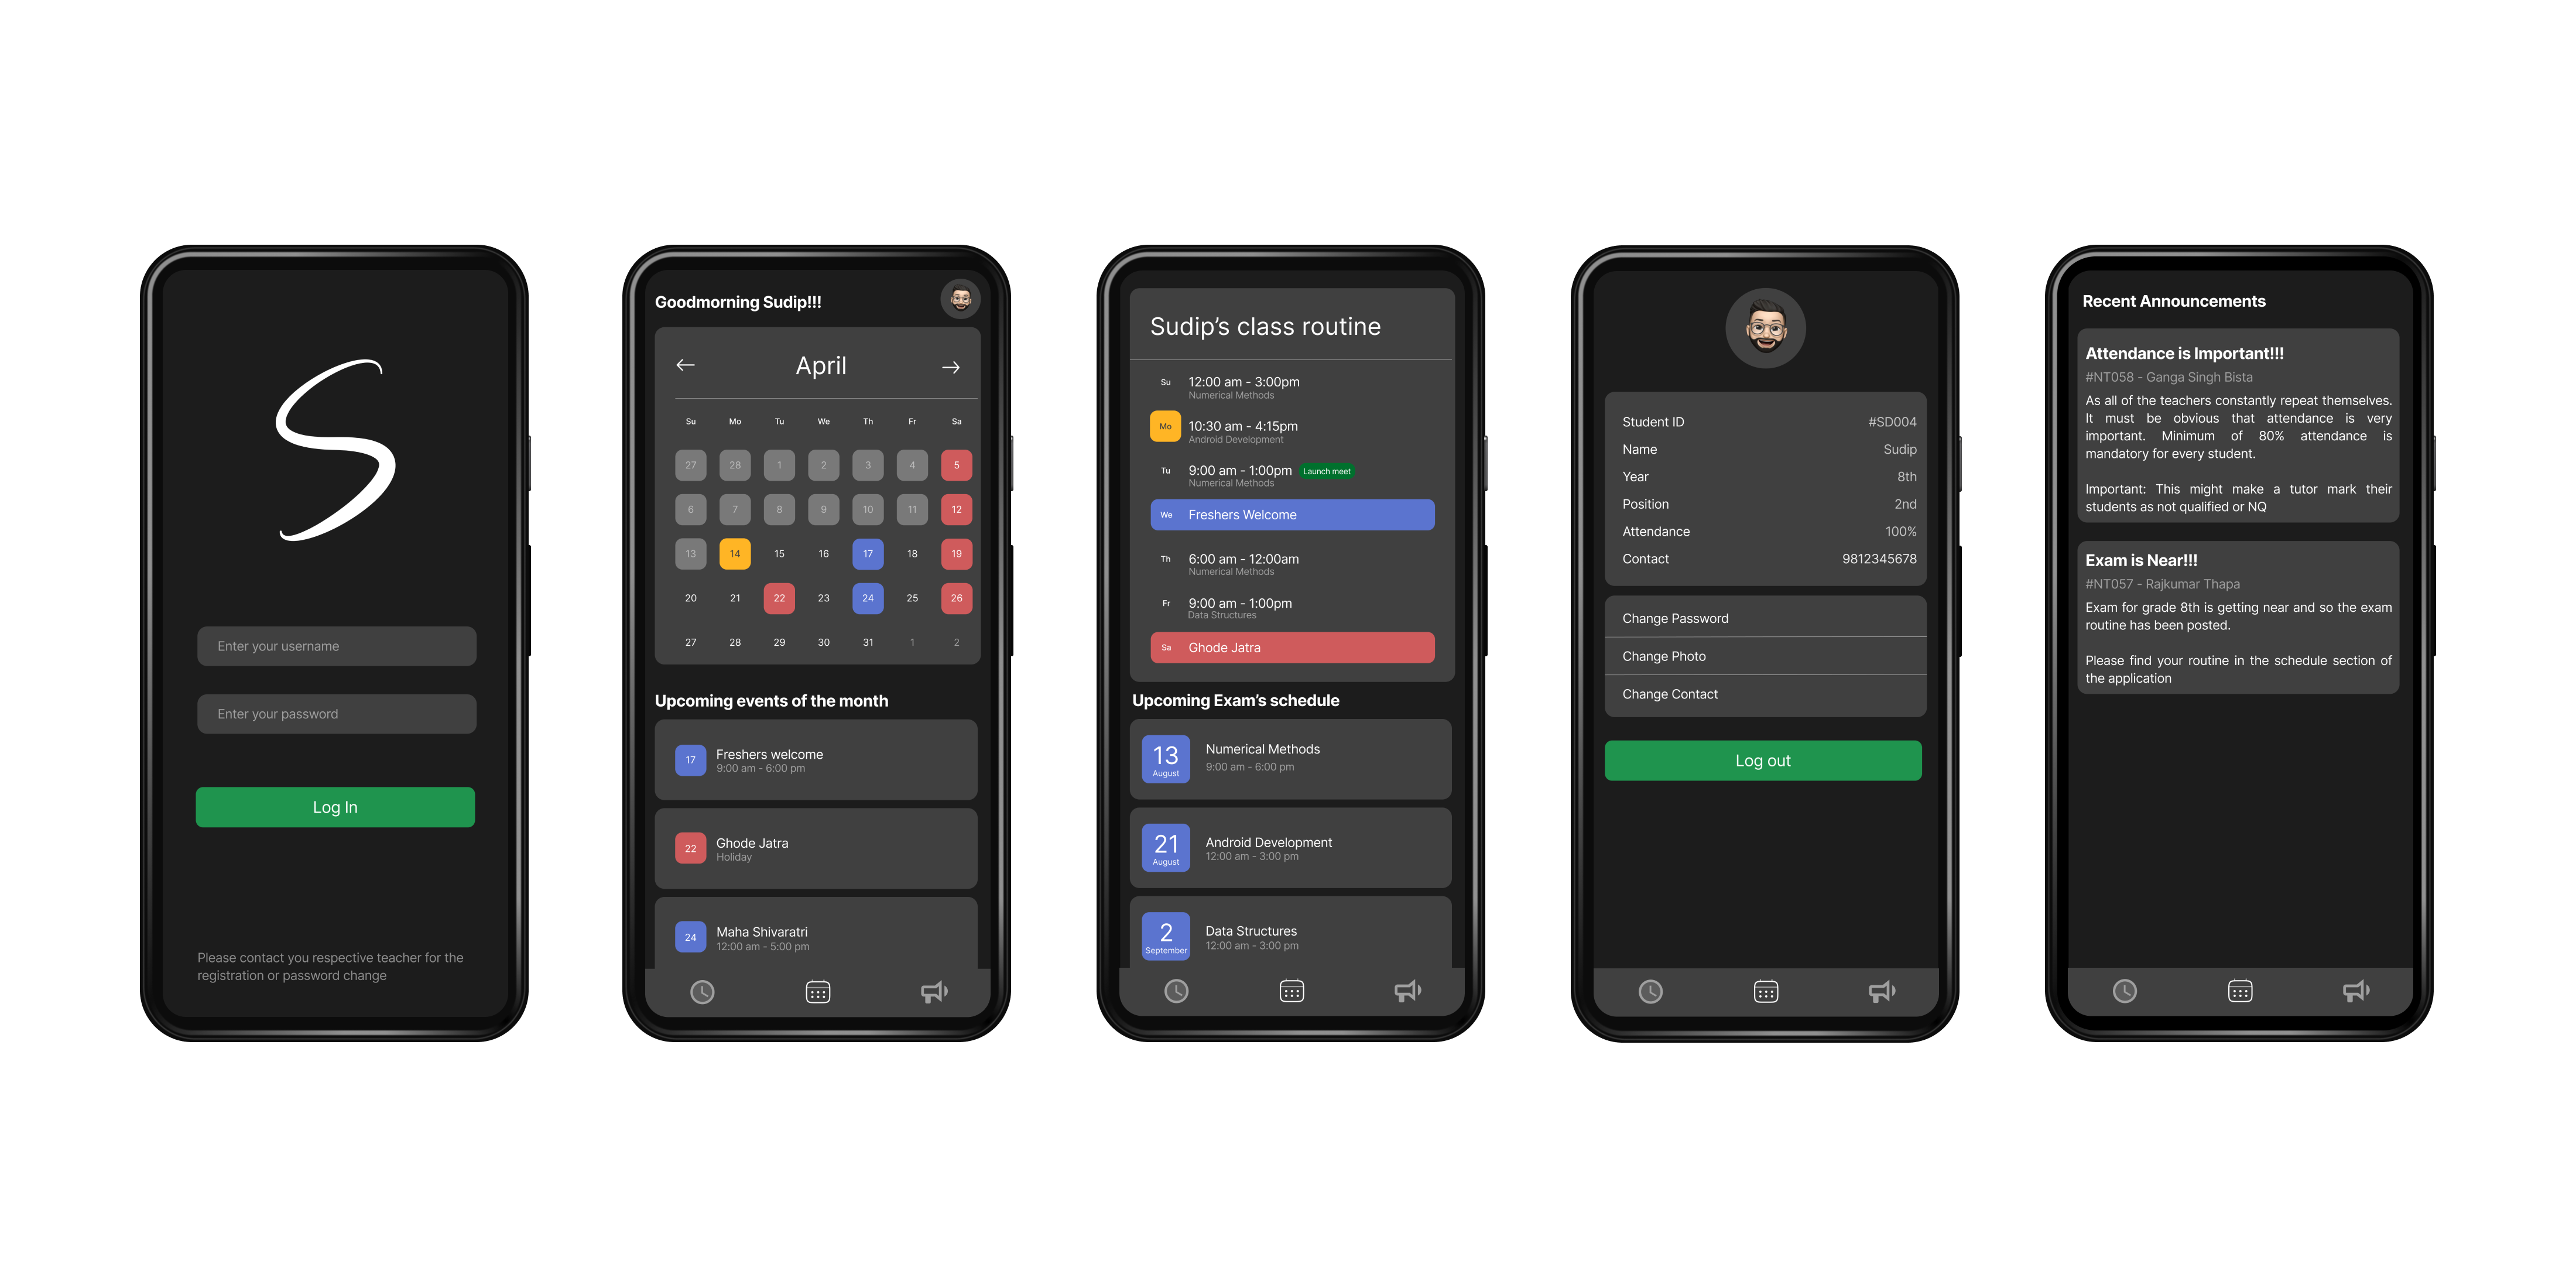 S
Enter your username
Enter your password
Log In
Please contact you respective teacher for the
registration or password change
Goodmorning Sudip!!!
April
Su Mo Tu We Th Fr Sa
27 28 1 2 3 4 5
6 7 8 9 10 11 12
13 14 15 16 17 18 19
20 21 22 23 24 25 26
27 28 29 30 31 1 2
Upcoming events of the month
17 Freshers welcome
9:00 am - 6:00 pm
22 Ghode Jatra
Holiday
24 Maha Shivaratri
12:00 am - 5:00 pm
Sudip’s class routine
Su 12:00 am - 3:00pm
Numerical Methods
Mo 10:30 am - 4:15pm
Android Development
Tu 9:00 am - 1:00pm Launch meet
Numerical Methods
We Freshers Welcome
Th 6:00 am - 12:00am
Numerical Methods
Fr 9:00 am - 1:00pm
Data Structures
Sa Ghode Jatra
Upcoming Exam’s schedule
13 August
Numerical Methods
9:00 am - 6:00 pm
21 August
Android Development
12:00 am - 3:00 pm
2 September
Data Structures
12:00 am - 3:00 pm
Student ID #SD004
Name Sudip
Year 8th
Position 2nd
Attendance 100%
Contact 9812345678
Change Password
Change Photo
Change Contact
Log out
Recent Announcements
Attendance is Important!!!
#NT058 - Ganga Singh Bista
As all of the teachers constantly repeat themselves.
It must be obvious that attendance is very
important. Minimum of 80% attendance is
mandatory for every student.
Important: This might make a tutor mark their
students as not qualified or NQ
Exam is Near!!!
#NT057 - Rajkumar Thapa
Exam for grade 8th is getting near and so the exam
routine has been posted.
Please find your routine in the schedule section of
the application